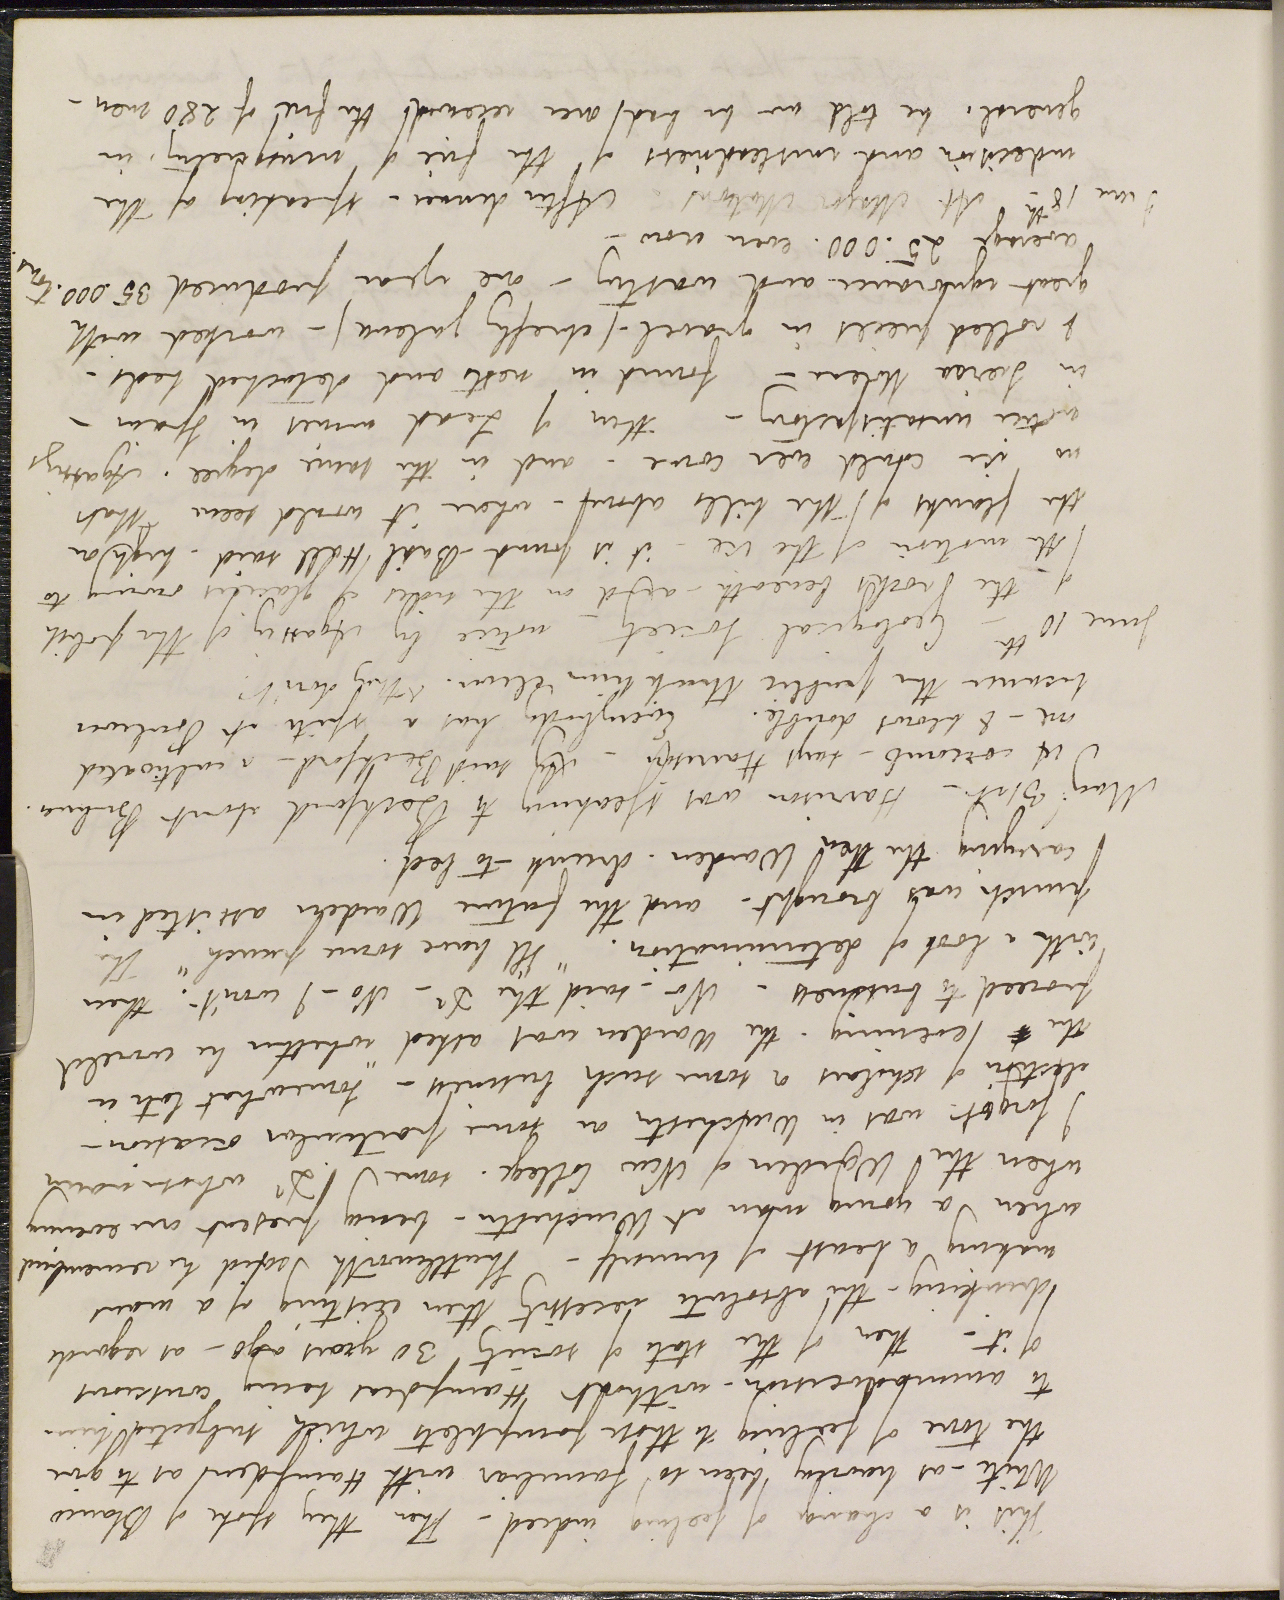 This is a change of feeling indeed - Then they spoke of Blanco
White - as having been so familiar with Hampden as to give
the tone of feeling to those pamphlets which subjected him
to animadversion - without Hampden being conscious
of it - then of the state of society 30 years ago - as regards
drinking - the absolute necessity then existing of a man
making a beast of himself - Shuttleworth said he remembered
when a young man at Winchester - being present one evening
when the Warden of New College. some Dr whose name
I forgot. was in Winchester on some particular occasion -
election of scholars or some such business - Somewhat late in
the evening. the Warden was asked "whether he would
proceed to business - No - said the Dr - No - I won't. then
with a look of determination. "I'll have some punch" The
punch was brought - and the future Warden assisted in
carrying the then Warden. drunk - to bed.
May 31st - Harrison was speaking to Beckford about Bulwer.
A coxcomb - says Harrison - Ay said Beckford - a cultivated
one - & blows double. Everybody has a spite at Bulwer
because the public think him clever. & they don't.
June 10th - Geological Society notice by Agassiz of the polish
of the rocks beneath - and on the sides of glaciers owing to
the motion of the ice - it is found - Basil Hall said - high on
the flanks of the hills above - where it would seem that
no ice could ever come - and in the same degree. Agassiz's
notice unsatisfactory - then of Lead mines in Spain -
in Sierra Morena - found in nests and detached beds -
& rolled pieces in gravel - (chiefly galena) - worked with
great ignorance and wasting - one year produced 35.000. tons
average 25.000. even now -
June 18th - At Major Matsons. After dinner - speaking of the
indecision and unsteadiness of the fire of musquetry. in
general. he told me he had once received the fire of 280 men -